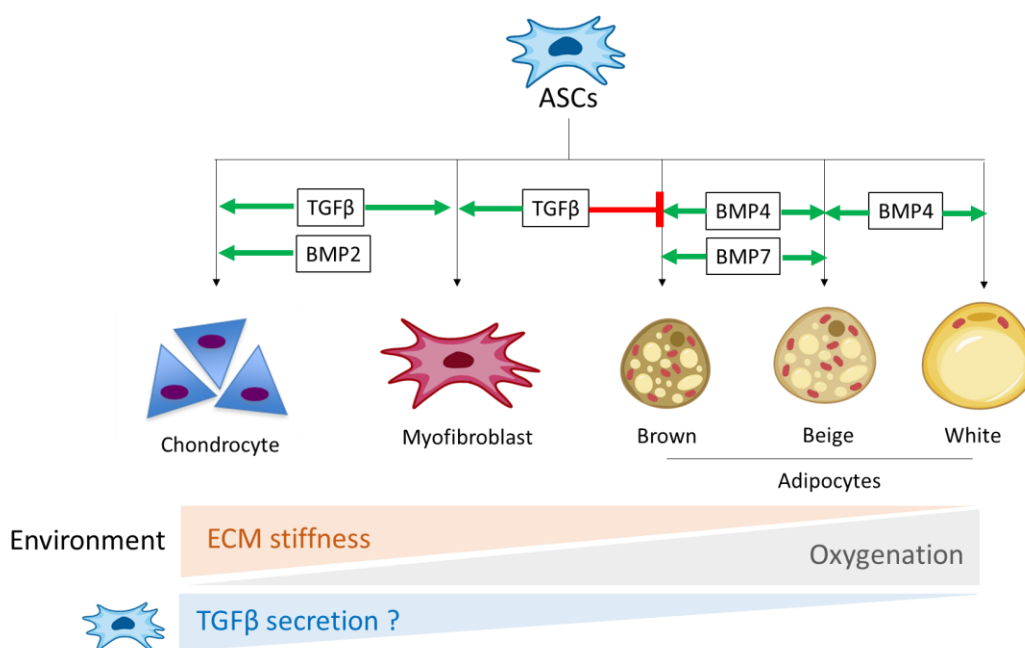 ASCs
TGFβ
TGFβ
BMP4
BMP4
BMP2
BMP7
Chondrocyte
Myofibroblast
Brown
Beige
White
Adipocytes
Environment
ECM stiffness
Oxygenation
TGFβ secretion ?